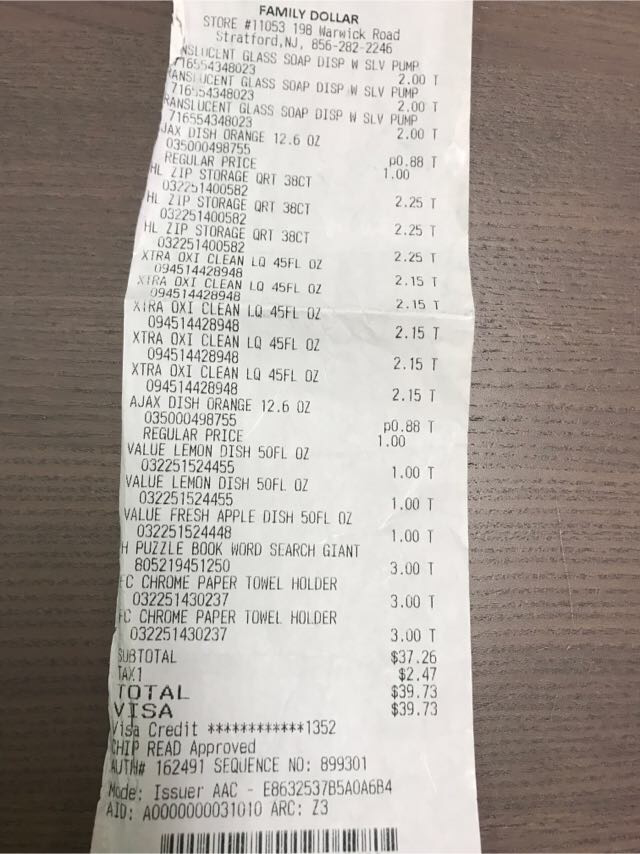 FAMILY DOLLAR
STORE #11053 198 Warwick Road
Stratford,NJ, 856-282-2246
NSLUCENT GLASS SOAP DISP W SLV PUMP
716554348023 2.00 T
RANSLUCENT GLASS SOAP DISP W SLV PUMP
716554348023 2.00 T
RANSLUCENT GLASS SOAP DISP W SLV PUMP
716554348023 2.00 T
AJAX DISH ORANGE 12.6 OZ
035000498755 p0.88 T
REGULAR PRICE 1.00
HL ZIP STORAGE QRT 38CT
032251400582 2.25 T
HL ZIP STORAGE QRT 38CT
032251400582 2.25 T
HL ZIP STORAGE QRT 38CT
032251400582 2.25 T
XTRA OXI CLEAN LQ 45FL OZ
094514428948 2.15 T
XTRA OXI CLEAN LQ 45FL OZ
094514428948 2.15 T
XTRA OXI CLEAN LQ 45FL OZ
094514428948 2.15 T
XTRA OXI CLEAN LQ 45FL OZ
094514428948 2.15 T
XTRA OXI CLEAN LQ 45FL OZ
094514428948 2.15 T
AJAX DISH ORANGE 12.6 OZ
035000498755 p0.88 T
REGULAR PRICE 1.00
VALUE LEMON DISH 50FL OZ
032251524455 1.00 T
VALUE LEMON DISH 50FL OZ
032251524455 1.00 T
VALUE FRESH APPLE DISH 50FL OZ
032251524448 1.00 T
H PUZZLE BOOK WORD SEARCH GIANT
805219451250 3.00 T
FC CHROME PAPER TOWEL HOLDER
032251430237 3.00 T
FC CHROME PAPER TOWEL HOLDER
032251430237 3.00 T
SUBTOTAL $37.26
TAX1 $2.47
TOTAL $39.73
VISA $39.73
Visa Credit ************1352
CHIP READ Approved
AUTH# 162491 SEQUENCE NO: 899301
Mode: Issuer AAC - E8632537B5A0A6B4
AID: A0000000031010 ARC: Z3